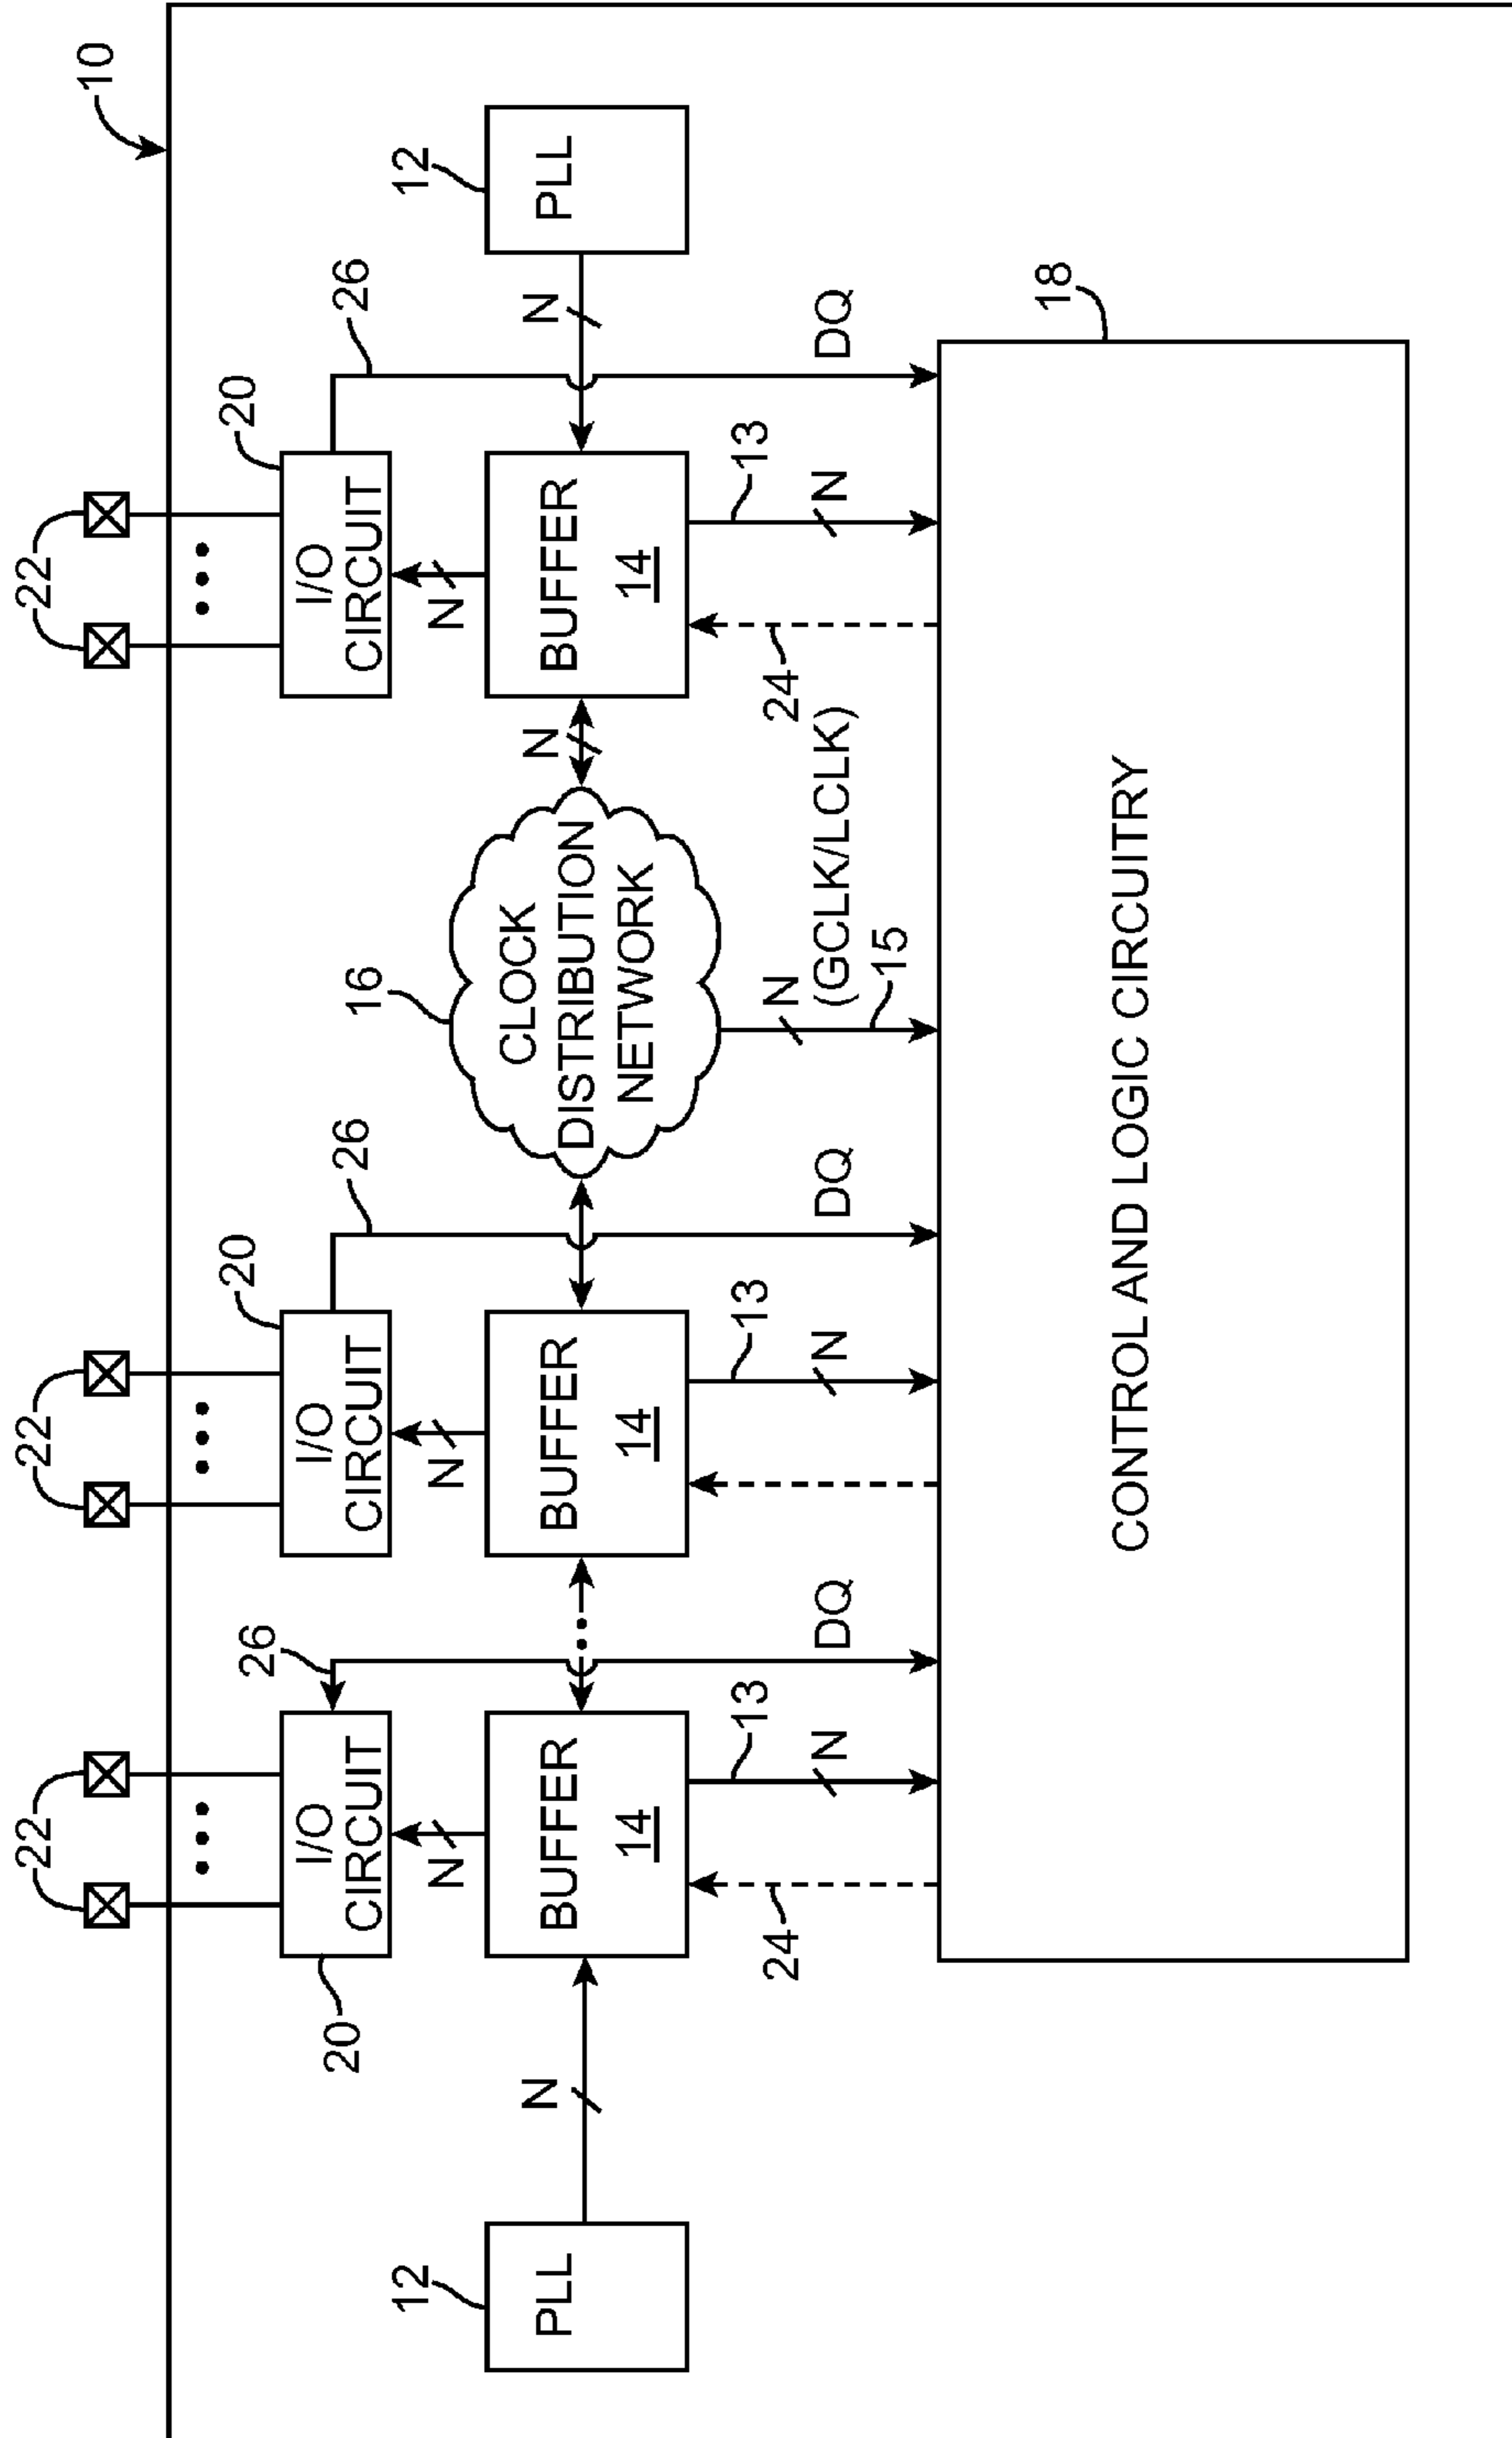 10
22
22
22
20
I/O
CIRCUIT
26
20
I/O
CIRCUIT
26
20
I/O
CIRCUIT
26
N
N
N
12
PLL
N
BUFFER
14
BUFFER
14
16
CLOCK
DISTRIBUTION
NETWORK
N
BUFFER
14
N
12
PLL
24
13
N
DQ
13
N
DQ
N
(GCLK/LCLK)
15
24
13
N
DQ
18
CONTROL AND LOGIC CIRCUITRY